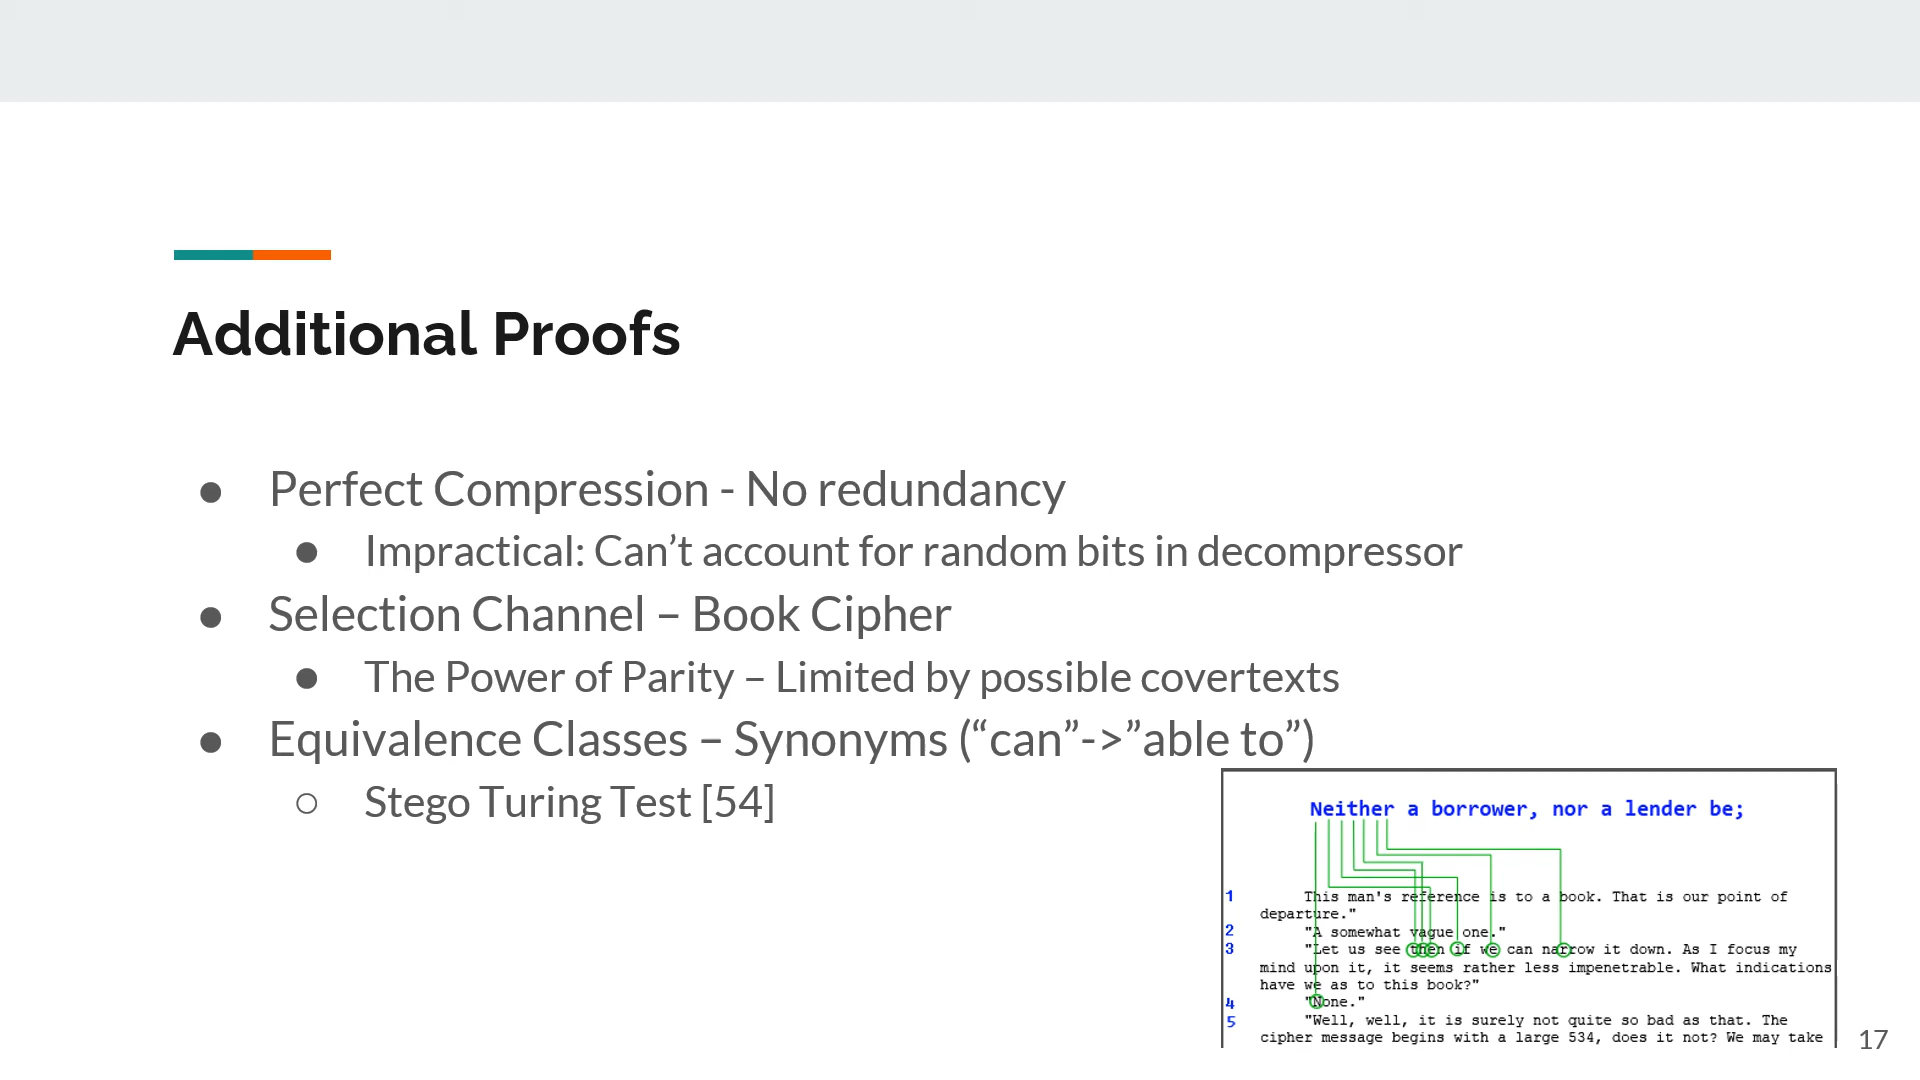 Additional Proofs
● Perfect Compression - No redundancy
● Impractical: Can’t account for random bits in decompressor
● Selection Channel – Book Cipher
● The Power of Parity – Limited by possible covertexts
● Equivalence Classes – Synonyms (“can”->”able to”)
○ Stego Turing Test [54]
Neither a borrower, nor a lender be;
1 This man's reference is to a book. That is our point of
departure."
2 "A somewhat vague one."
3 "Let us see then if we can narrow it down. As I focus my
mind upon it, it seems rather less impenetrable. What indications
have we as to this book?"
4 "None."
5 "Well, well, it is surely not quite so bad as that. The
cipher message begins with a large 534, does it not? We may take
17